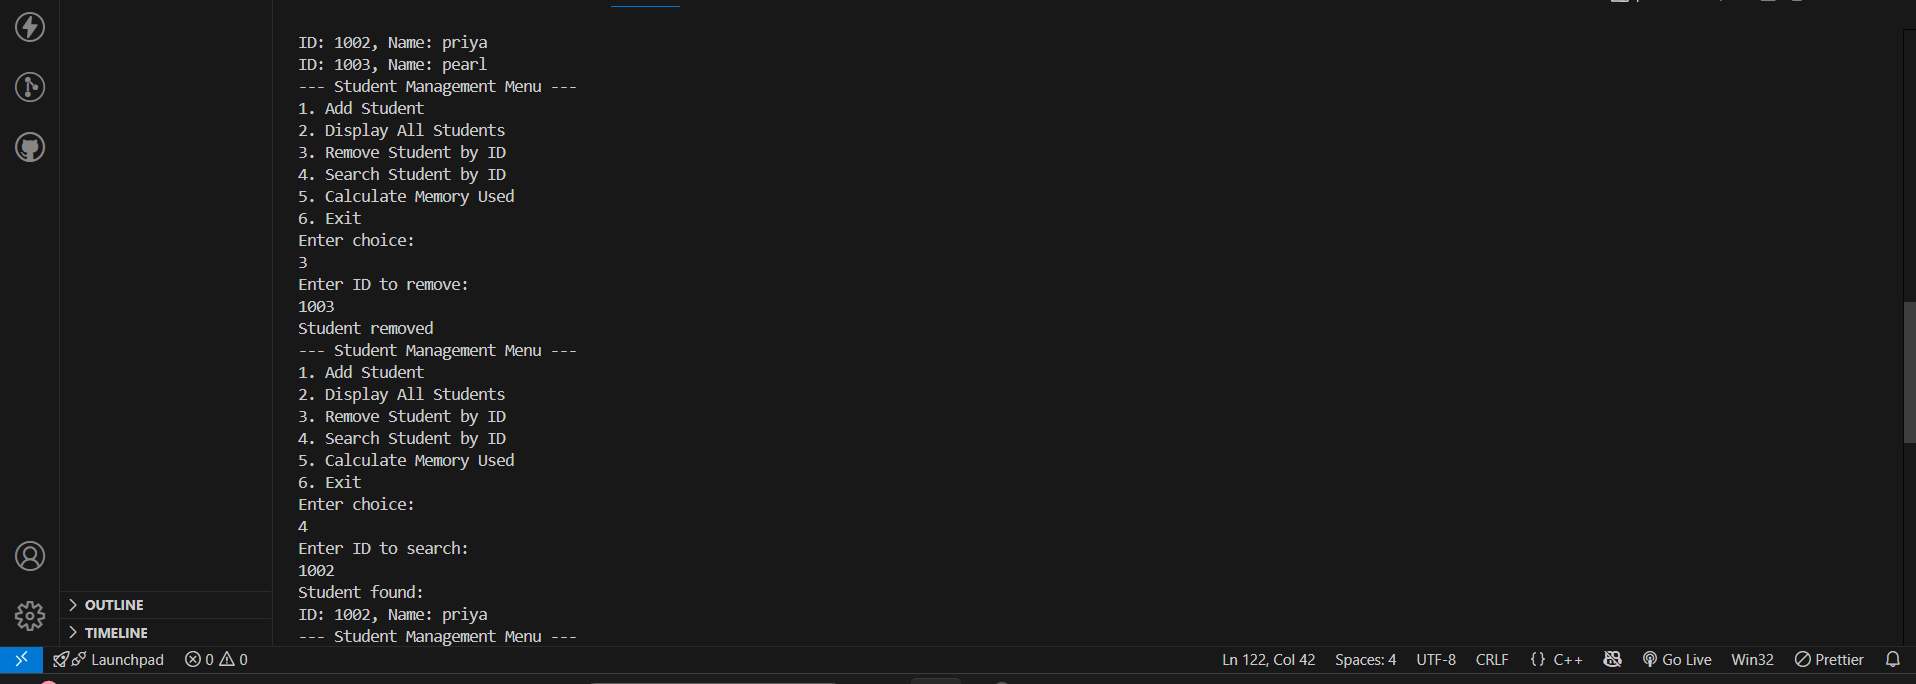 ID: 1002, Name: priya
ID: 1003, Name: pearl
--- Student Management Menu ---
1. Add Student
2. Display All Students
3. Remove Student by ID
4. Search Student by ID
5. Calculate Memory Used
6. Exit
Enter choice:
3
Enter ID to remove:
1003
Student removed
--- Student Management Menu ---
1. Add Student
2. Display All Students
3. Remove Student by ID
4. Search Student by ID
5. Calculate Memory Used
6. Exit
Enter choice:
4
Enter ID to search:
1002
Student found:
ID: 1002, Name: priya
--- Student Management Menu ---
OUTLINE
TIMELINE
Launchpad 0 0 Ln 122, Col 42 Spaces: 4 UTF-8 CRLF {} C++ Go Live Win32 Prettier